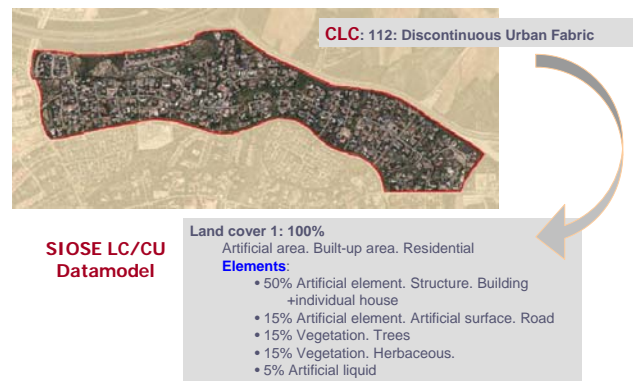 CLC: 112: Discontinuous Urban Fabric
SIOSE LC/CU
Datamodel
Land cover 1: 100%
Artificial area. Built-up area. Residential
Elements:
• 50% Artificial element. Structure. Building
+individual house
• 15% Artificial element. Artificial surface. Road
• 15% Vegetation. Trees
• 15% Vegetation. Herbaceous.
• 5% Artificial liquid